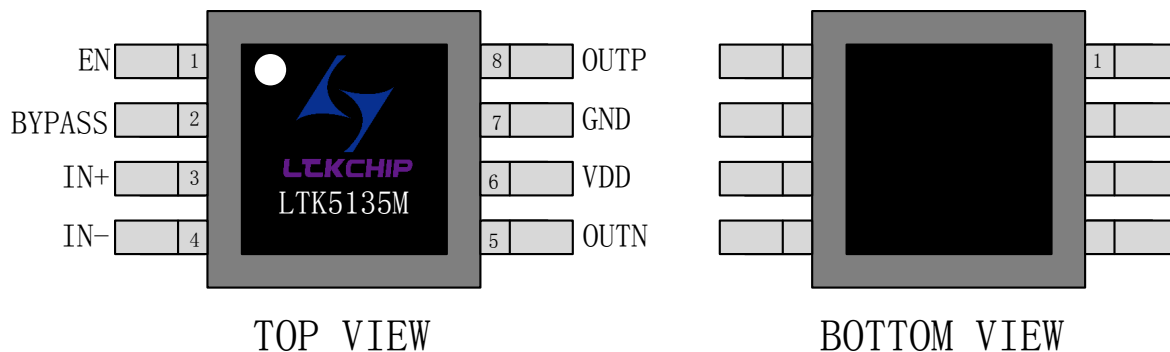 EN 1 8 OUTP 1
BYPASS 2 7 GND
LTKCHIP
IN+ 3 6 VDD
LTK5135M
IN- 4 5 OUTN
TOP VIEW BOTTOM VIEW